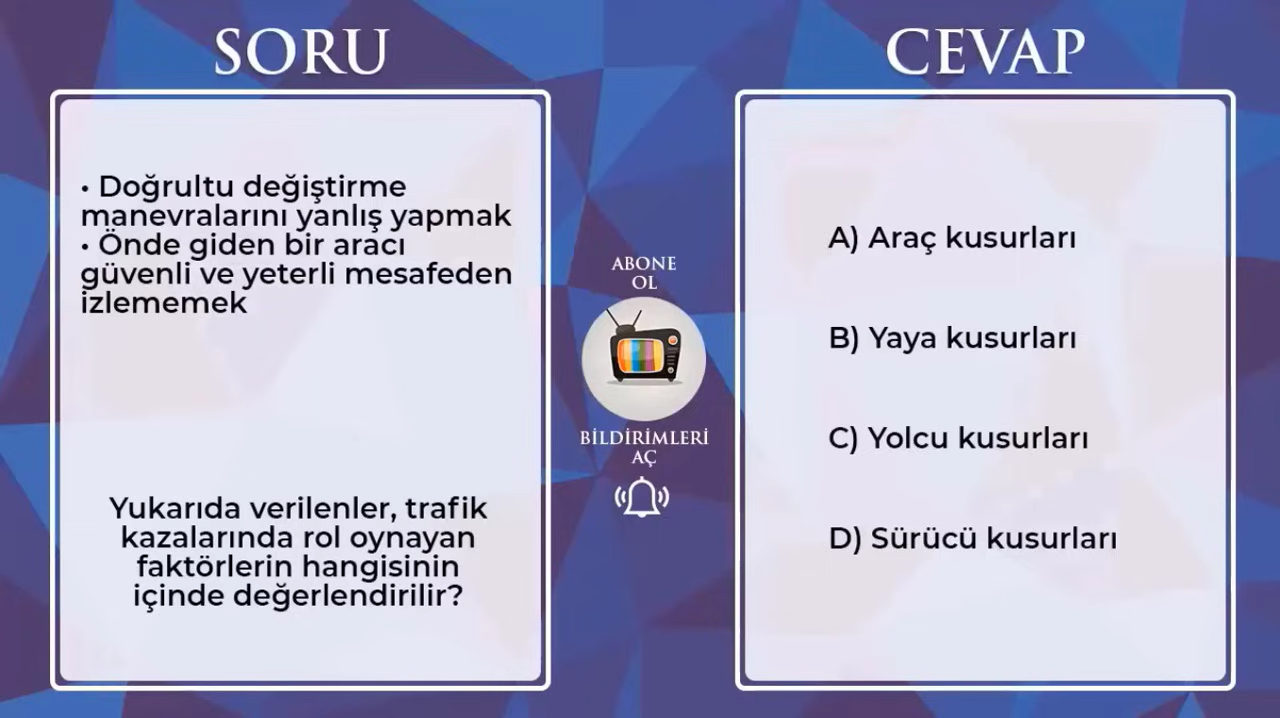 SORU
• Doğrultu değiştirme
manevralarını yanlış yapmak
• Önde giden bir aracı
güvenli ve yeterli mesafeden
izlememek
Yukarıda verilenler, trafik
kazalarında rol oynayan
faktörlerin hangisinin
içinde değerlendirilir?
ABONE
OL
BİLDİRİMLERİ
AÇ
CEVAP
A) Araç kusurları
B) Yaya kusurları
C) Yolcu kusurları
D) Sürücü kusurları